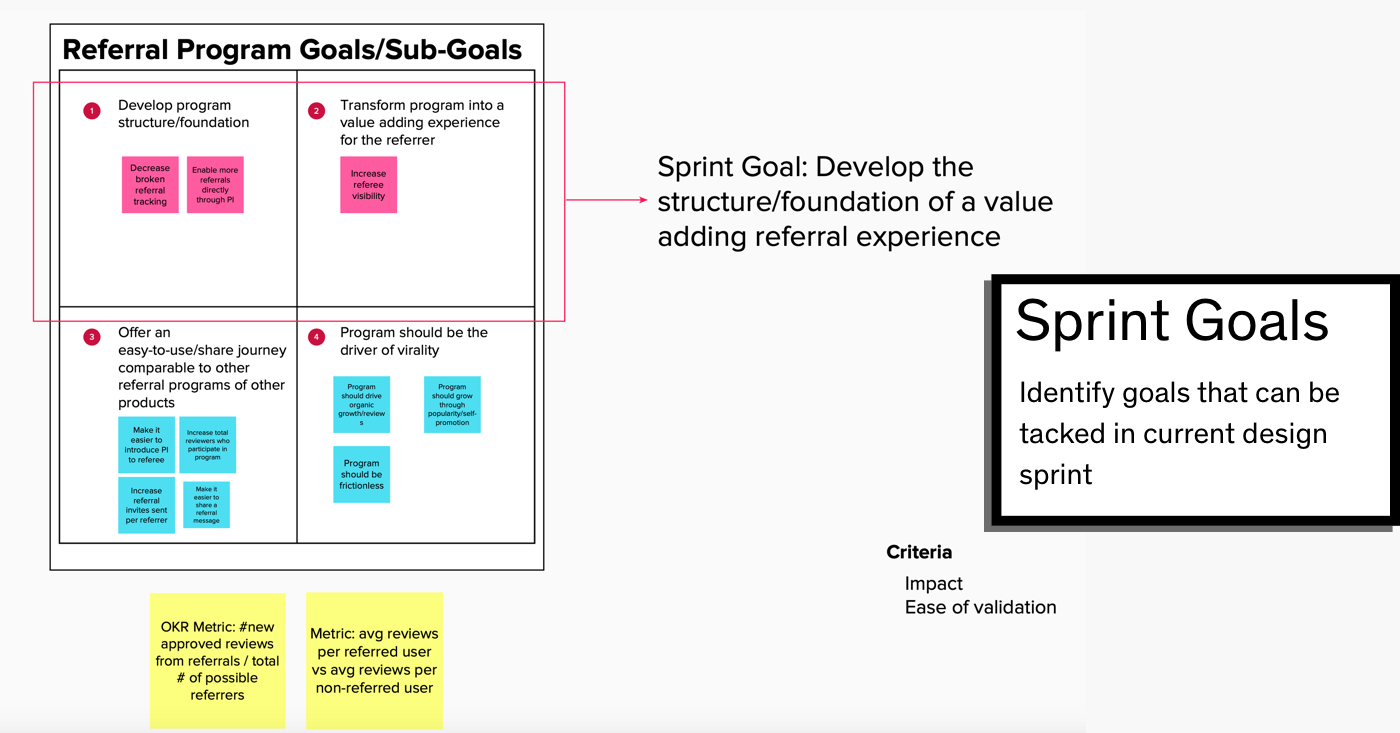 Referral Program Goals/Sub-Goals
1
Develop program
structure/foundation
Decrease
broken
referral
tracking
Enable more
referrals
directly
through PI
2
Transform program into a
value adding experience
for the referrer
Increase
referee
visibility
3
Offer an
easy-to-use/share journey
comparable to other
referral programs of other
products
Make it
easier to
introduce PI
to referee
Increase total
reviewers who
participate in
program
Increase
referral
invites sent
per referrer
Make it
easier to
share a
referral
message
4
Program should be the
driver of virality
Program
should drive
organic
growth/review
s
Program
should grow
through
popularity/self-
promotion
Program
should be
frictionless
Sprint Goal: Develop the
structure/foundation of a value
adding referral experience
Sprint Goals
Identify goals that can be
tacked in current design
sprint
Criteria
Impact
Ease of validation
OKR Metric: #new
approved reviews
from referrals / total
# of possible
referrers
Metric: avg reviews
per referred user
vs avg reviews per
non-referred user